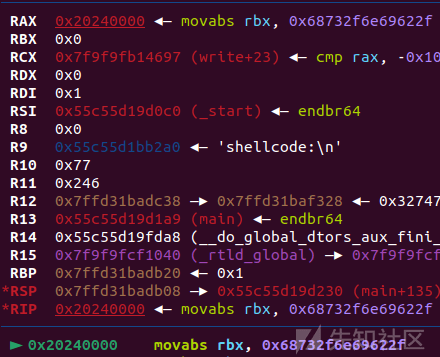 RAX 0x20240000 ◂— movabs rbx, 0x68732f6e69622f
RBX 0x0
RCX 0x7f9f9fb14697 (write+23) ◂— cmp rax, -0x10
RDX 0x0
RDI 0x1
RSI 0x55c55d19d0c0 (_start) ◂— endbr64
R8 0x0
R9 0x55c55d1bb2a0 ◂— 'shellcode:\n'
R10 0x77
R11 0x246
R12 0x7ffd31badc38 —▸ 0x7ffd31baf328 ◂— 0x32747
R13 0x55c55d19d1a9 (main) ◂— endbr64
R14 0x55c55d19fda8 (__do_global_dtors_aux_fini_
R15 0x7f9f9fcf1040 (_rtld_global) —▸ 0x7f9f9fcf
RBP 0x7ffd31badb20 ◂— 0x1
*RSP 0x7ffd31badb08 —▸ 0x55c55d19d230 (main+135)
*RIP 0x20240000 ◂— movabs rbx, 0x68732f6e69622f
► 0x20240000 movabs rbx, 0x68732f6e69622f
先知社区